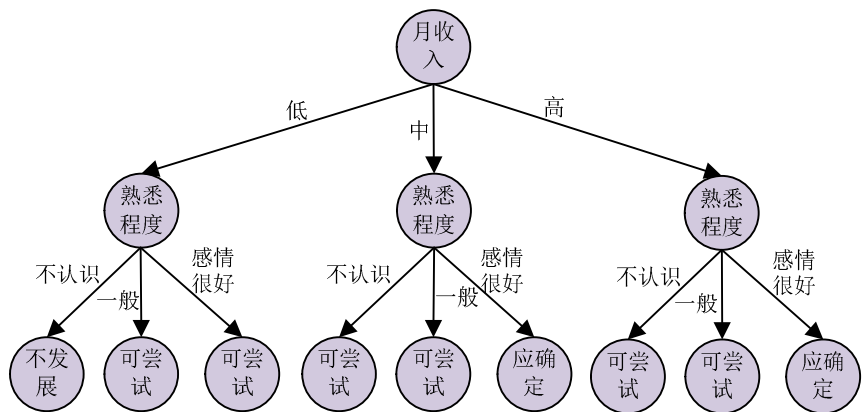 月收
入
低
中
高
熟悉
程度
熟悉
程度
熟悉
程度
不认识
一般
感情
很好
不认识
一般
感情
很好
不认识
一般
感情
很好
不发
展
可尝
试
可尝
试
可尝
试
可尝
试
应确
定
可尝
试
可尝
试
应确
定